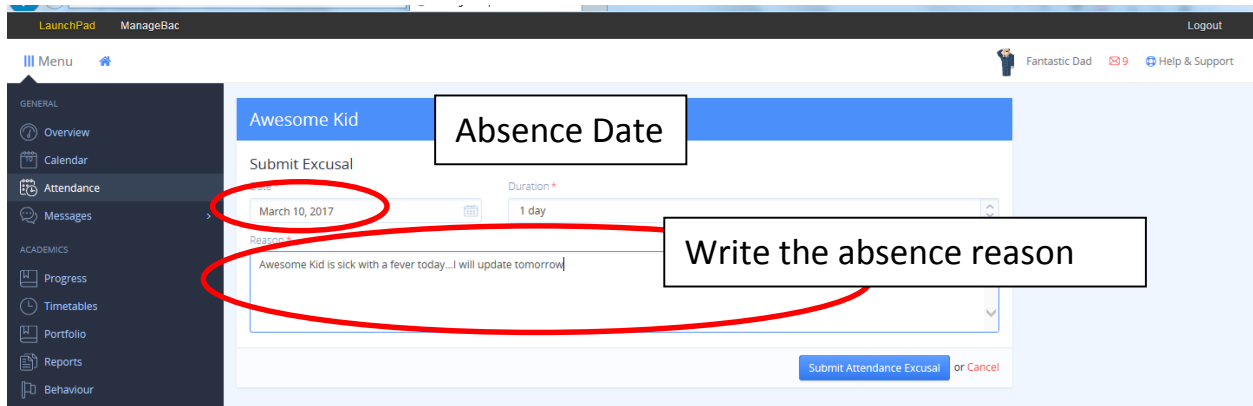 LaunchPad ManageBac Logout
Menu Fantastic Dad 9 Help & Support
GENERAL
Overview
Calendar
Attendance
Messages
ACADEMICS
Progress
Timetables
Portfolio
Reports
Behaviour
Awesome Kid
Absence Date
Submit Excusal
Date * Duration *
March 10, 2017 1 day
Reason *
Write the absence reason
Awesome Kid is sick with a fever today...I will update tomorrow
Submit Attendance Excusal or Cancel